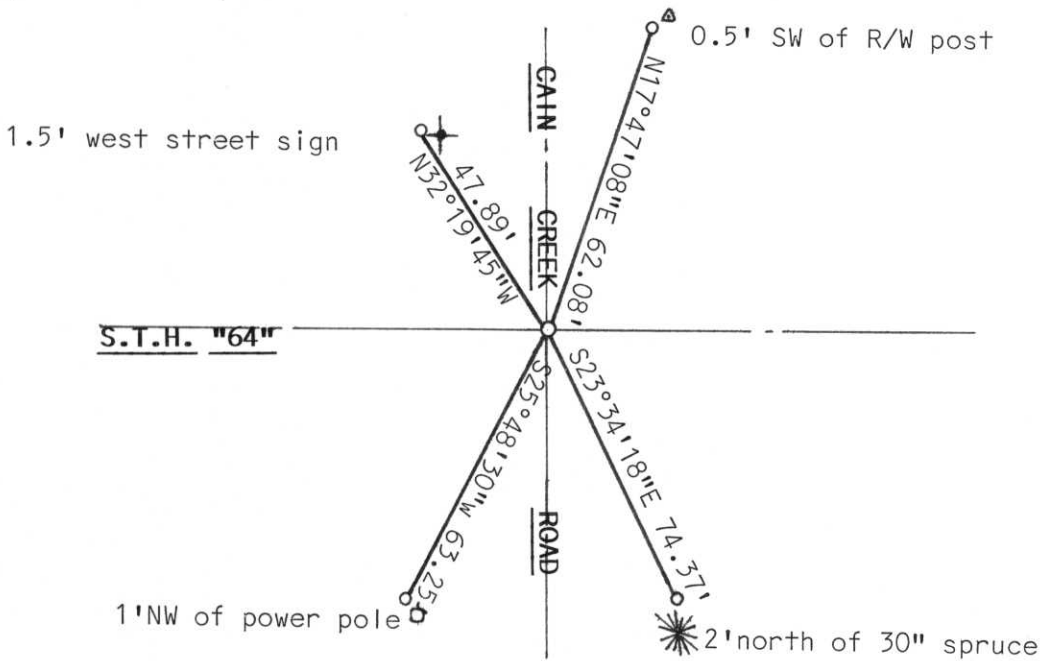 0.5' SW of R/W post
N17°47'08"E 62.08'
CAIN
1.5' west street sign
47.89'
N32°19'45"W
CREEK
S.T.H. "64"
S25°48'30"W 63.25'
S23°34'18"E 74.37'
ROAD
1'NW of power pole
2'north of 30" spruce